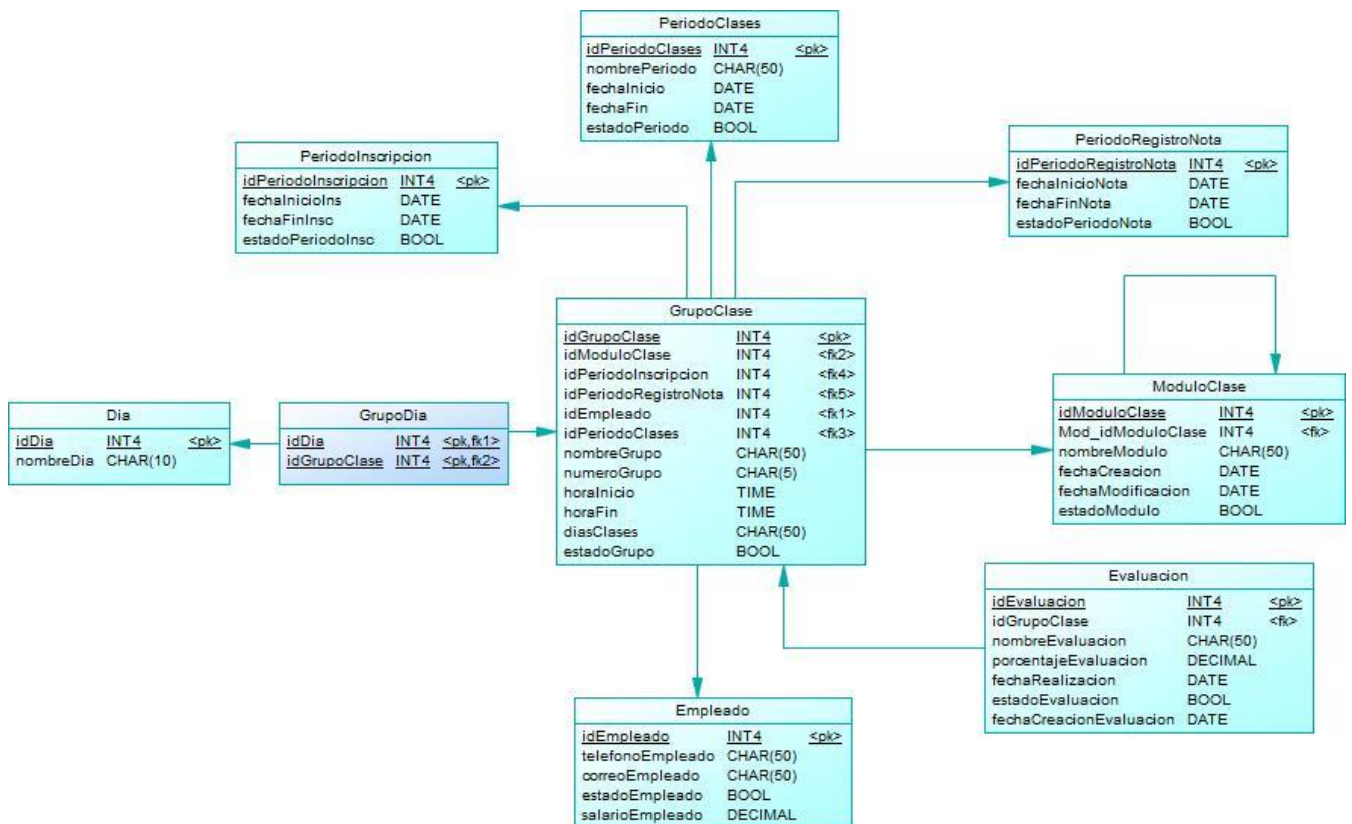 PeriodoClases
idPeriodoClases INT4 <pk>
nombrePeriodo CHAR(50)
fechaInicio DATE
fechaFin DATE
estadoPeriodo BOOL
PeriodoInscripcion
idPeriodoInscripcion INT4 <pk>
fechaInicioIns DATE
fechaFinInsc DATE
estadoPeriodoInsc BOOL
PeriodoRegistroNota
idPeriodoRegistroNota INT4 <pk>
fechaInicioNota DATE
fechaFinNota DATE
estadoPeriodoNota BOOL
GrupoClase
idGrupoClase INT4 <pk>
idModuloClase INT4 <fk2>
idPeriodoInscripcion INT4 <fk4>
idPeriodoRegistroNota INT4 <fk5>
idEmpleado INT4 <fk1>
idPeriodoClases INT4 <fk3>
nombreGrupo CHAR(50)
numeroGrupo CHAR(5)
horaInicio TIME
horaFin TIME
diasClases CHAR(50)
estadoGrupo BOOL
Dia
idDia INT4 <pk>
nombreDia CHAR(10)
GrupoDia
idDia INT4 <pk,fk1>
idGrupoClase INT4 <pk,fk2>
ModuloClase
idModuloClase INT4 <pk>
Mod_idModuloClase INT4 <fk>
nombreModulo CHAR(50)
fechaCreacion DATE
fechaModificacion DATE
estadoModulo BOOL
Evaluacion
idEvaluacion INT4 <pk>
idGrupoClase INT4 <fk>
nombreEvaluacion CHAR(50)
porcentajeEvaluacion DECIMAL
fechaRealizacion DATE
estadoEvaluacion BOOL
fechaCreacionEvaluacion DATE
Empleado
idEmpleado INT4 <pk>
telefonoEmpleado CHAR(50)
correoEmpleado CHAR(50)
estadoEmpleado BOOL
salarioEmpleado DECIMAL